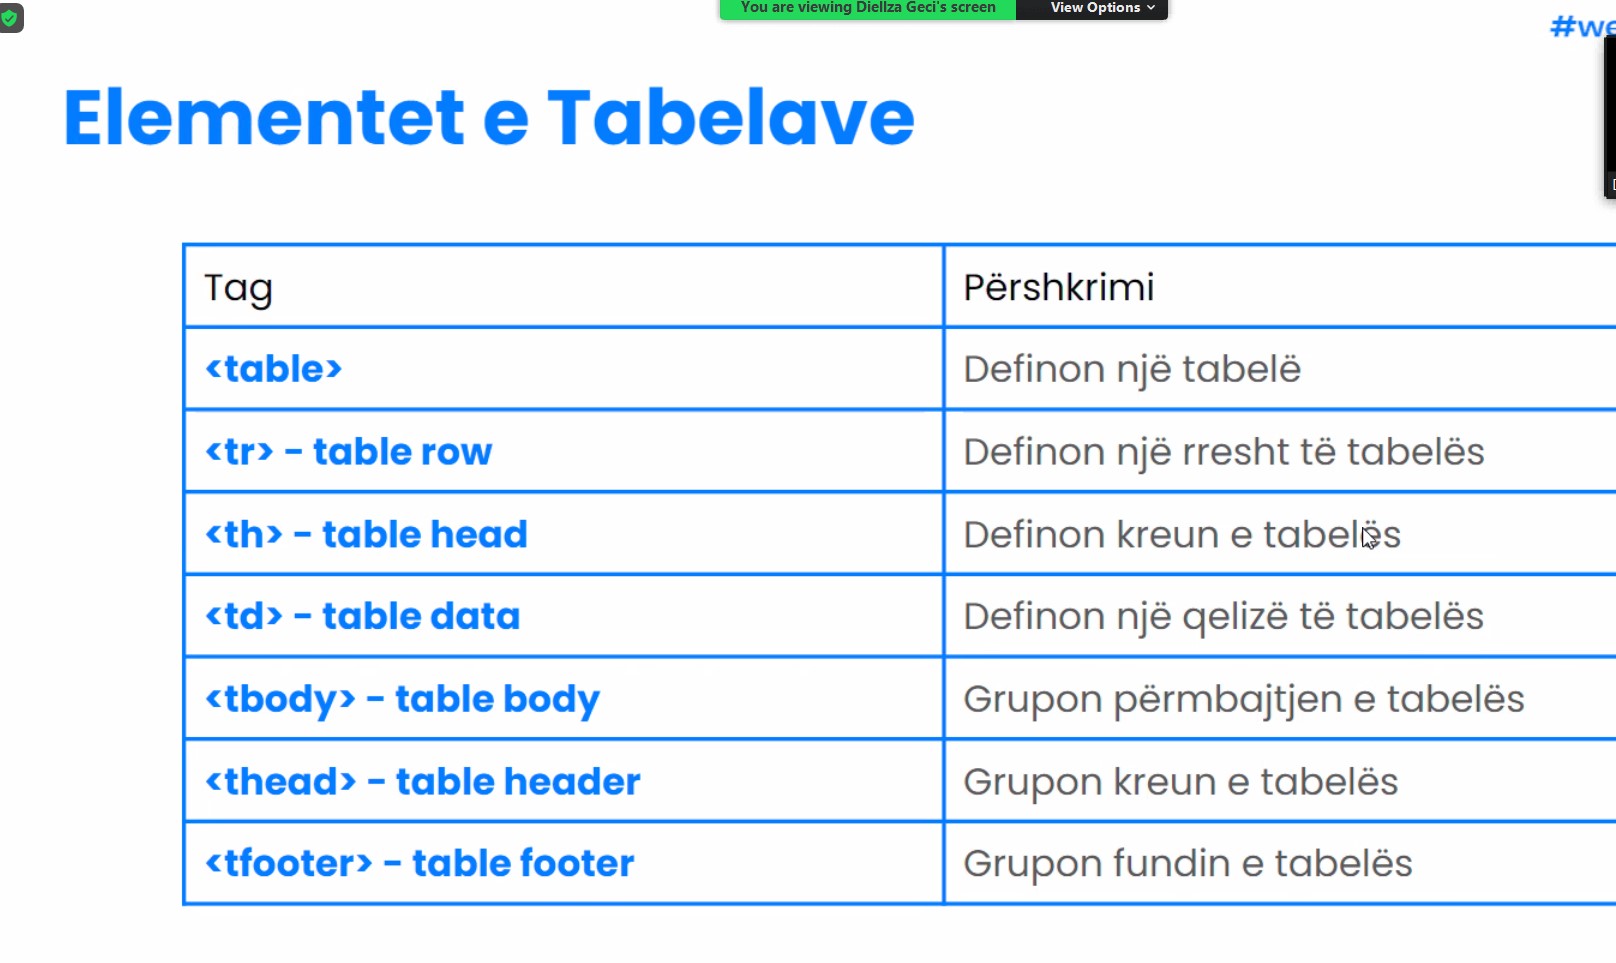 You are viewing Diellza Geci's screen View Options
Elementet e Tabelave
Tag Përshkrimi
<table> Definon një tabelë
<tr> - table row Definon një rresht të tabelës
<th> - table head Definon kreun e tabelës
<td> - table data Definon një qelizë të tabelës
<tbody> - table body Grupon përmbajtjen e tabelës
<thead> - table header Grupon kreun e tabelës
<tfooter> - table footer Grupon fundin e tabelës